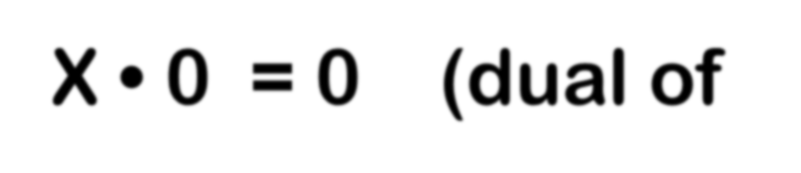 X • 0 = 0 (dual of